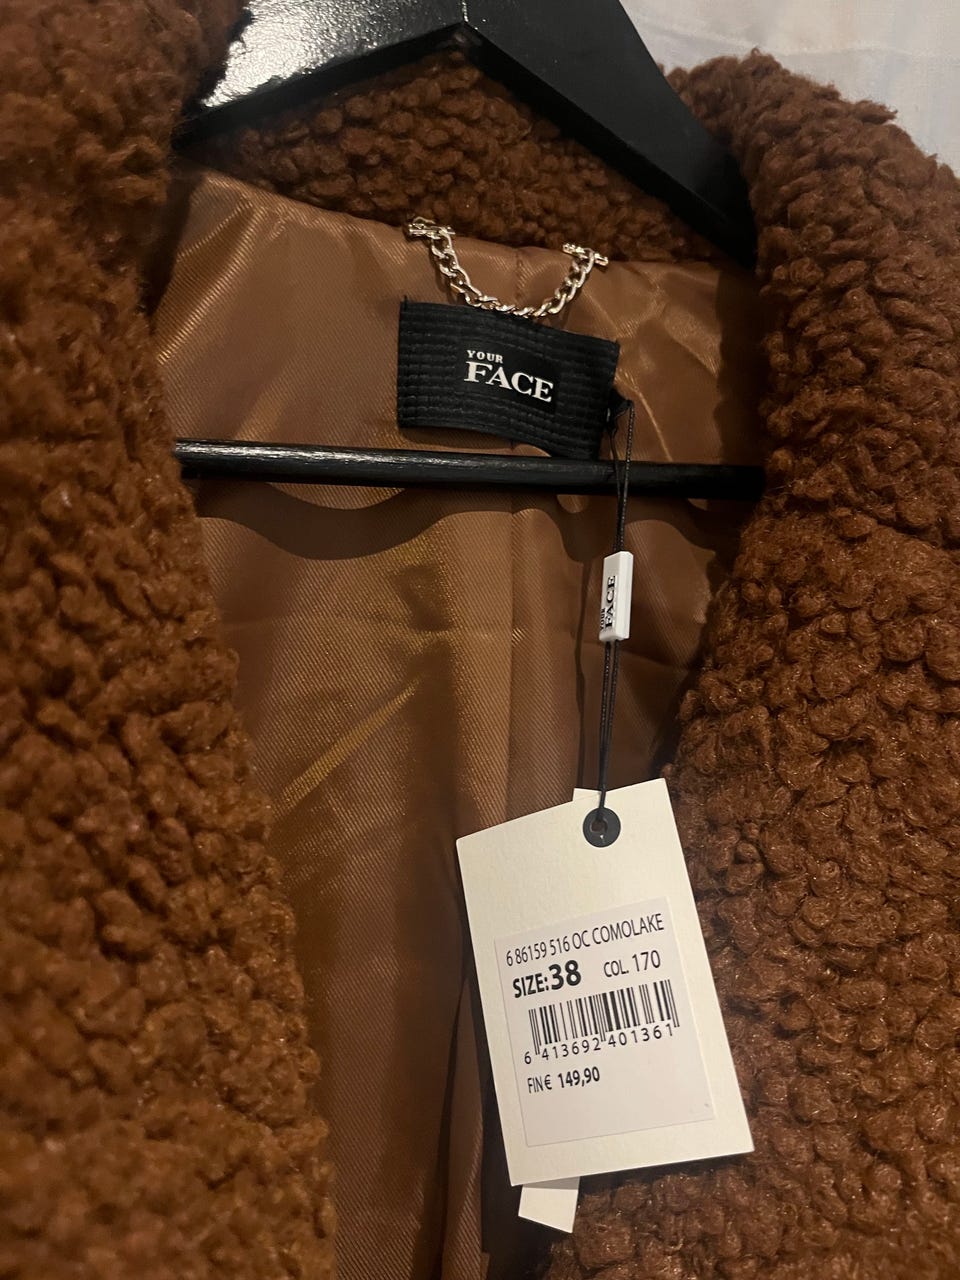 YOUR
FACE
YOUR
FACE
6 86159 516 OC COMOLAKE
SIZE:38 COL. 170
6 413692 401361
FIN€ 149,90